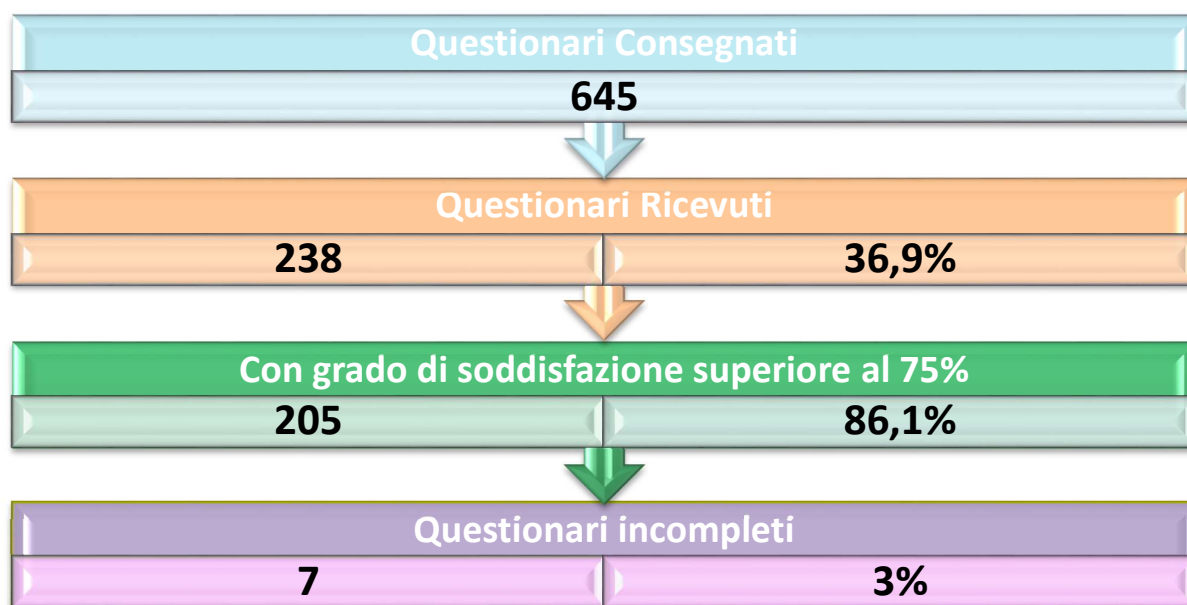 Questionari Consegnati
645
Questionari Ricevuti
238 36,9%
Con grado di soddisfazione superiore al 75%
205 86,1%
Questionari incompleti
7 3%